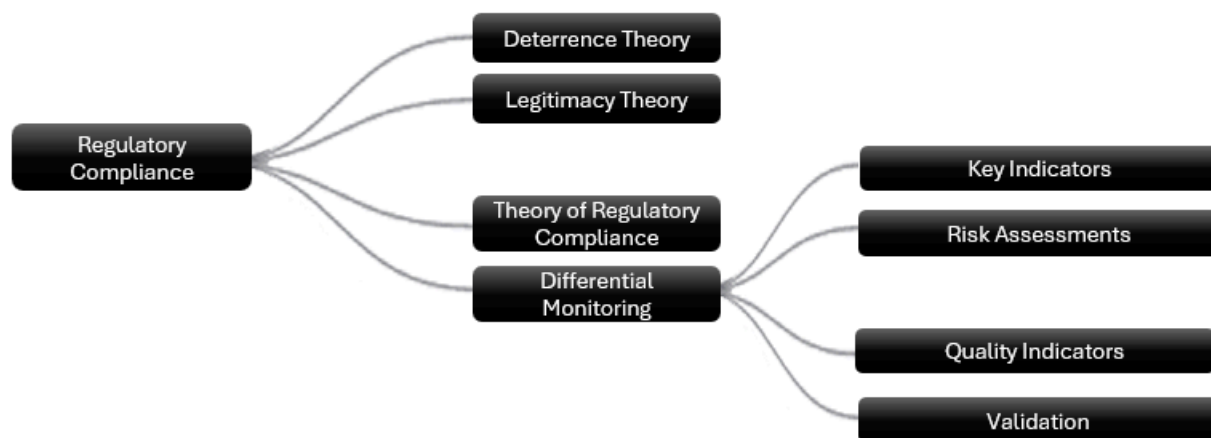 Deterrence Theory
Legitimacy Theory
Regulatory
Compliance
Key Indicators
Theory of Regulatory
Compliance
Risk Assessments
Differential
Monitoring
Quality Indicators
Validation